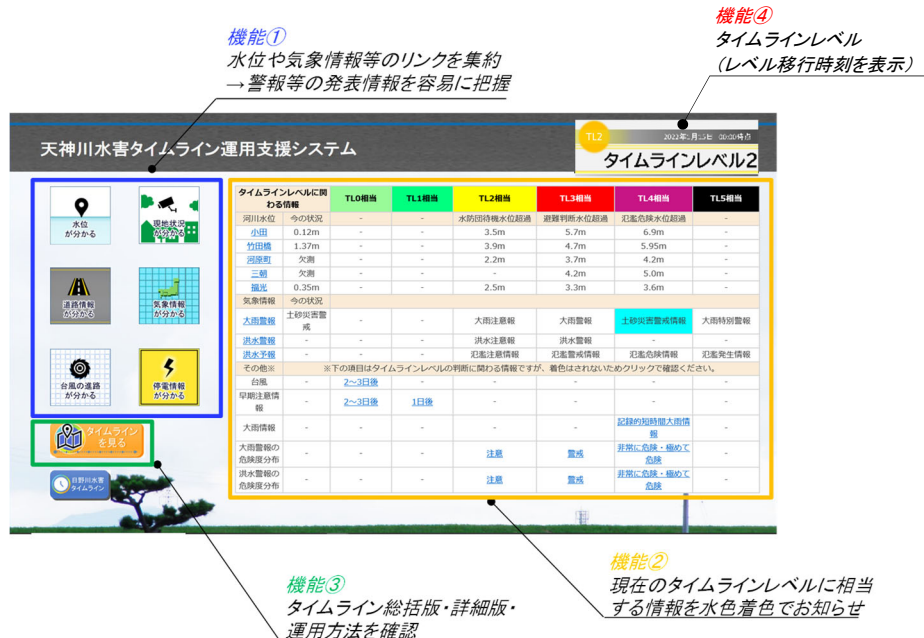 機能④
タイムラインレベル
(レベル移行時刻を表示)
機能①
水位や気象情報等のリンクを集約
→警報等の発表情報を容易に把握
天神川水害タイムライン運用支援システム
TL2
00:00時点
タイムラインレベル2
水位
が分かる
現地状況
が分かる
道路情報
が分かる
気象情報
が分かる
台風の進路
が分かる
停電情報
が分かる
タイムライン
を見る
日野川水害
タイムライン
タイムラインレベルに関わる情報 TL0相当 TL1相当 TL2相当 TL3相当 TL4相当 TL5相当
河川水位 今の状況 - - 水防団待機水位超過 避難判断水位超過 氾濫危険水位超過 -
小田 0.12m - - 3.5m 5.7m 6.9m -
竹田橋 1.37m - - 3.9m 4.7m 5.95m -
河原町 欠測 - - 2.2m 3.7m 4.2m -
三朝 欠測 - - - 4.2m 5.0m -
福光 0.35m - - 2.5m 3.3m 3.6m -
気象情報 今の状況
大雨警報 土砂災害警戒 - - 大雨注意報 大雨警報 土砂災害警戒情報 大雨特別警報
洪水警報 - - - 洪水注意報 洪水警報 - -
洪水予報 - - - 氾濫注意情報 氾濫警戒情報 氾濫危険情報 氾濫発生情報
その他※ ※下の項目はタイムラインレベルの判断に関わる情報ですが、着色はされないためクリックで確認ください。
台風 - 2～3日後 - - - - -
早期注意情報 - 2～3日後 1日後 - - - -
大雨情報 - - - - - 記録的短時間大雨情報 -
大雨警報の危険度分布 - - - 注意 警戒 非常に危険・極めて危険 -
洪水警報の危険度分布 - - - 注意 警戒 非常に危険・極めて危険 -
機能③
タイムライン総括版・詳細版・
運用方法を確認
機能②
現在のタイムラインレベルに相当
する情報を水色着色でお知らせ